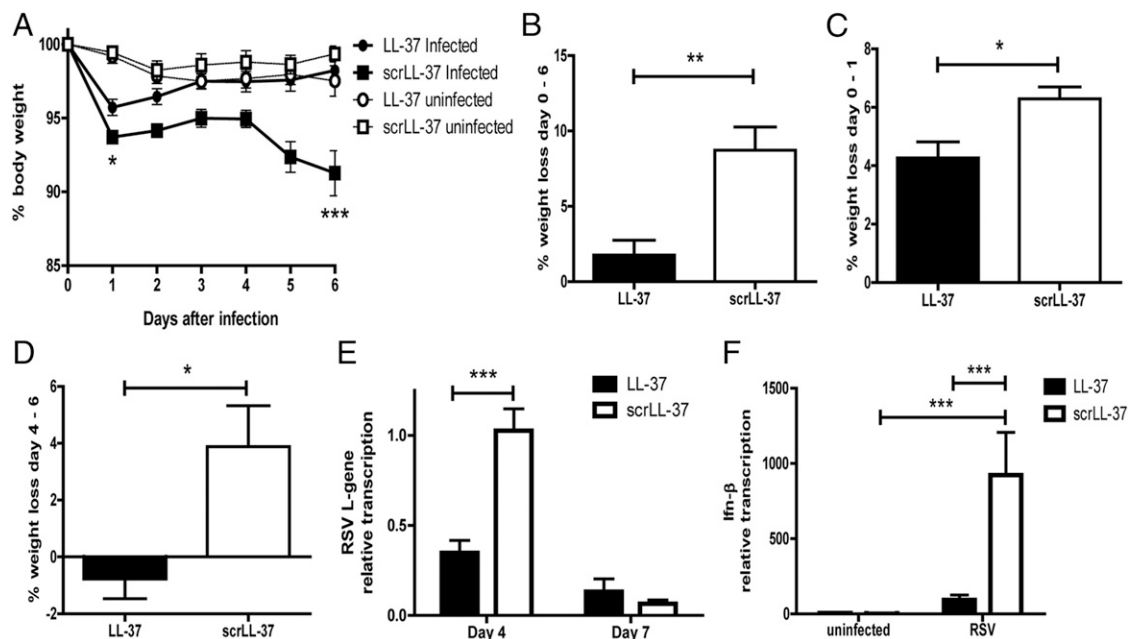 A
100
95
90
85
% body weight
0 1 2 3 4 5 6
Days after infection
*
***
LL-37 Infected
scrLL-37 Infected
LL-37 uninfected
scrLL-37 uninfected
B
15
10
5
0
% weight loss day 0 - 6
**
LL-37 scrLL-37
C
8
6
4
2
0
% weight loss day 0 - 1
*
LL-37 scrLL-37
D
6
4
2
0
-2
% weight loss day 4 - 6
*
LL-37 scrLL-37
E
1.0
0.5
0.0
RSV L-gene
relative transcription
***
LL-37
scrLL-37
Day 4 Day 7
F
1500
1000
500
0
Ifn-β
relative transcription
***
***
LL-37
scrLL-37
uninfected RSV